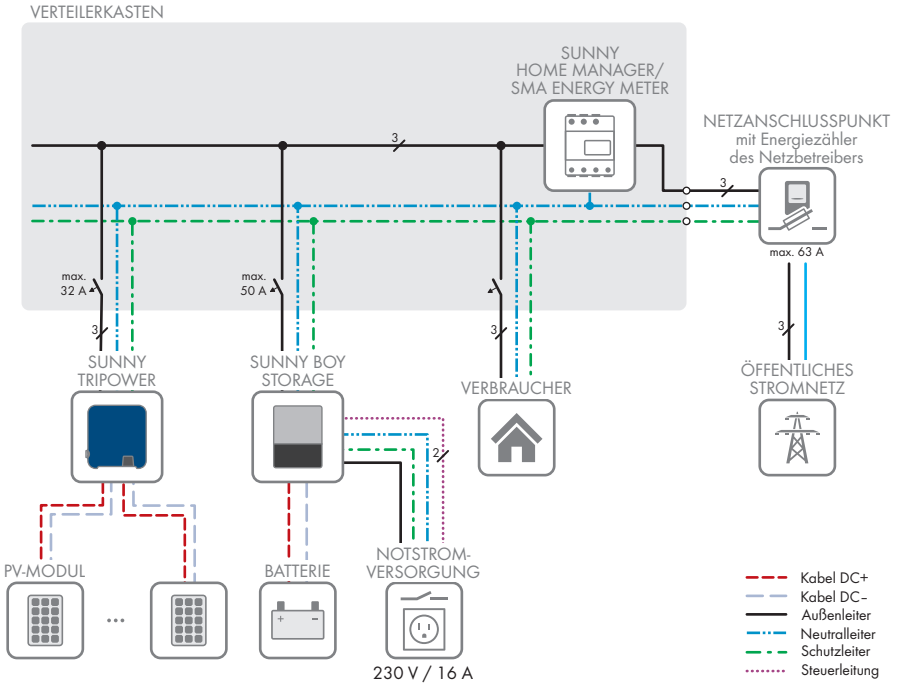 VERTEILERKASTEN
SUNNY
HOME MANAGER/
SMA ENERGY METER
NETZANSCHLUSSPUNKT
mit Energiezähler
des Netzbetreibers
3
3
max.
32 A
max.
50 A
max. 63 A
3
3
3
SUNNY
TRIPOWER
SUNNY BOY
STORAGE
VERBRAUCHER
ÖFFENTLICHES
STROMNETZ
2
PV-MODUL
...
BATTERIE
+ −
NOTSTROM-
VERSORGUNG
230 V / 16 A
Kabel DC+
Kabel DC−
Außenleiter
Neutralleiter
Schutzleiter
Steuerleitung